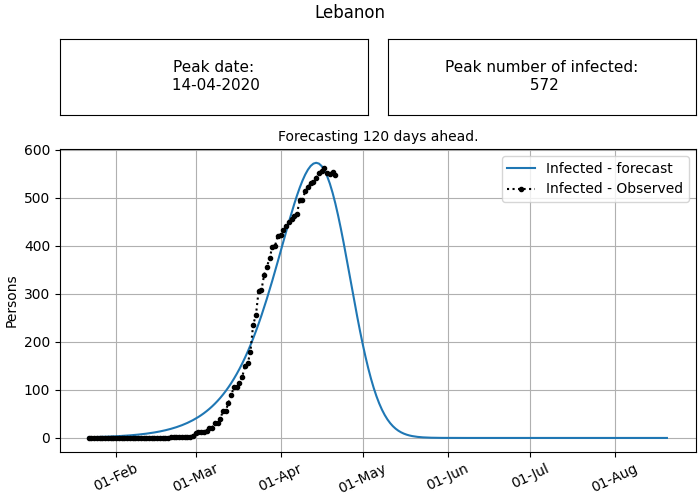 Lebanon
Peak date:
14-04-2020
Peak number of infected:
572
Forecasting 120 days ahead.
Infected - forecast
Infected - Observed
Persons
600
500
400
300
200
100
0
01-Feb
01-Mar
01-Apr
01-May
01-Jun
01-Jul
01-Aug